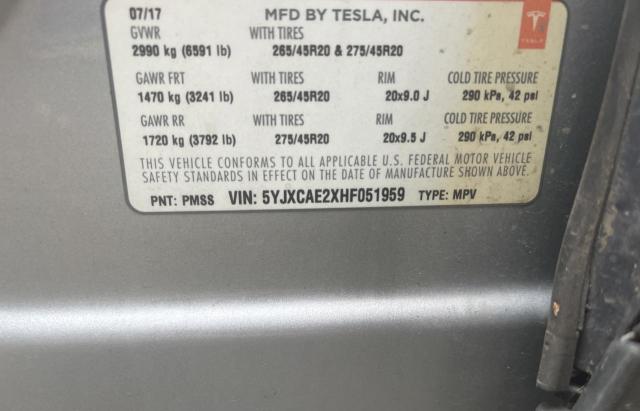 07/17 MFD BY TESLA, INC.
GVWR WITH TIRES
2990 kg (6591 lb) 265/45R20 & 275/45R20
GAWR FRT WITH TIRES RIM COLD TIRE PRESSURE
1470 kg (3241 lb) 265/45R20 20x9.0 J 290 kPa, 42 psi
GAWR RR WITH TIRES RIM COLD TIRE PRESSURE
1720 kg (3792 lb) 275/45R20 20x9.5 J 290 kPa, 42 psi
THIS VEHICLE CONFORMS TO ALL APPLICABLE U.S. FEDERAL MOTOR VEHICLE
SAFETY STANDARDS IN EFFECT ON THE DATE OF MANUFACTURE SHOWN ABOVE.
PNT: PMSS VIN: 5YJXCAE2XHF051959 TYPE: MPV
TESLA